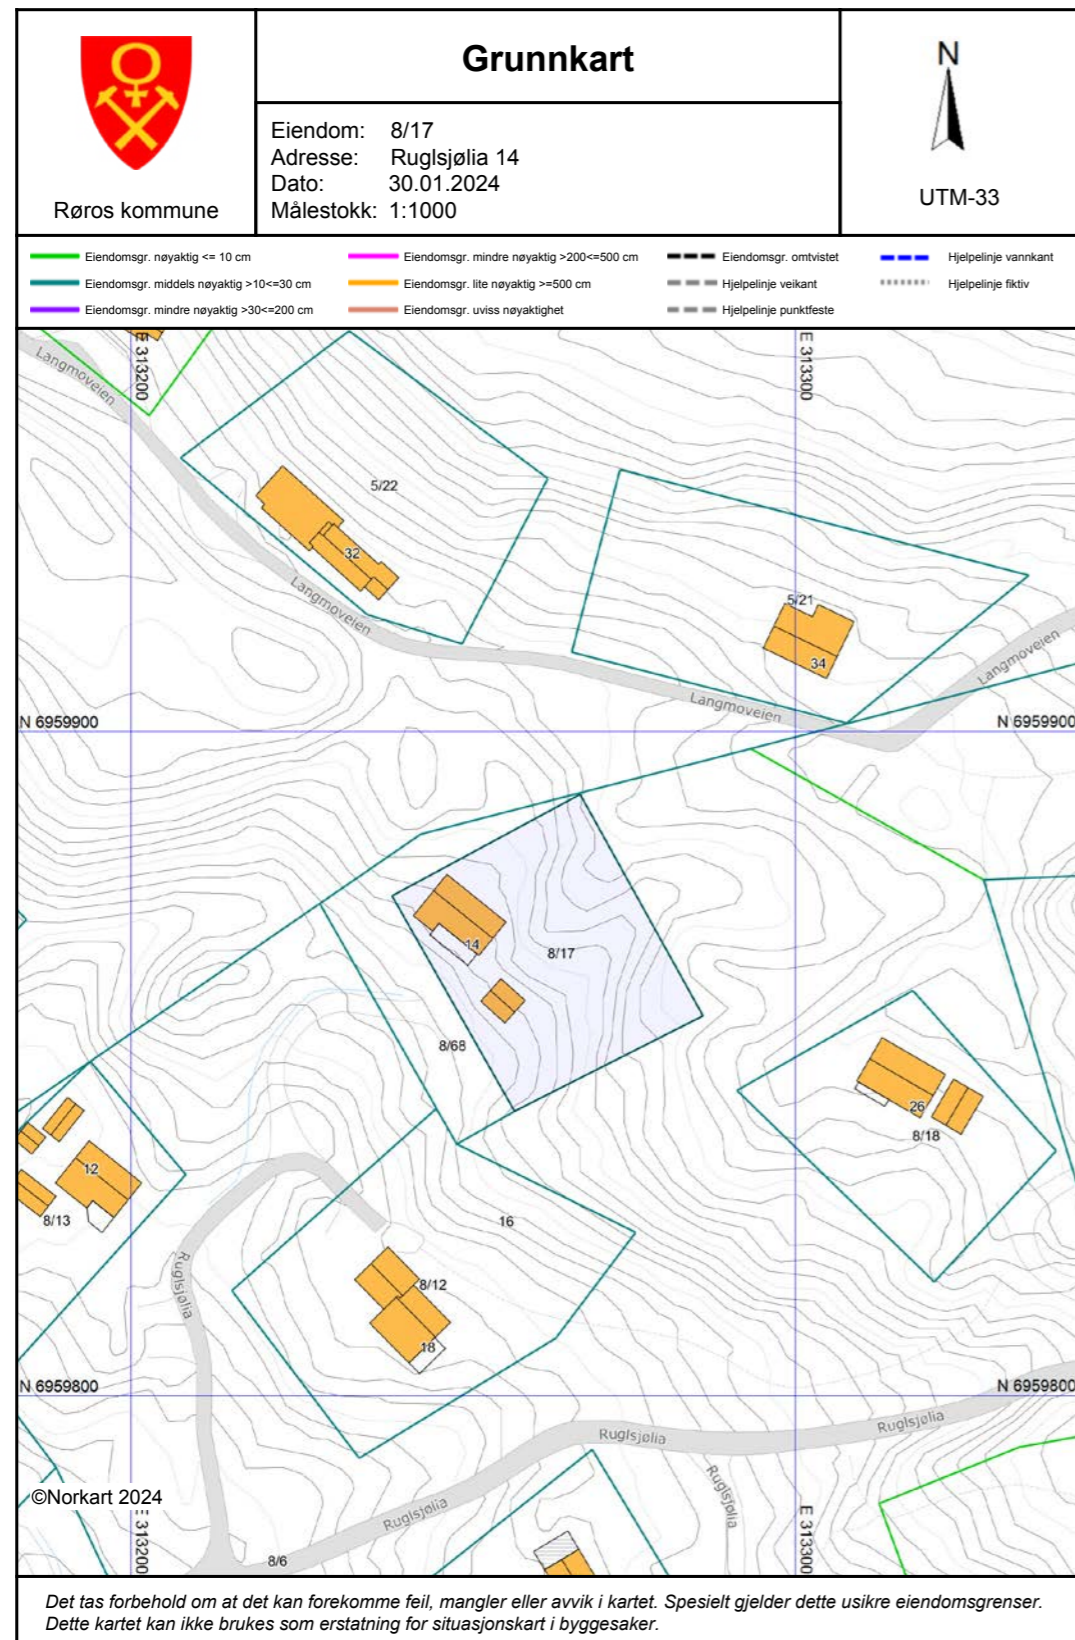 Grunnkart
Røros kommune
Eiendom: 8/17
Adresse: Ruglsjølia 14
Dato: 30.01.2024
Målestokk: 1:1000
N
UTM-33
Eiendomsgr. nøyaktig <= 10 cm
Eiendomsgr. middels nøyaktig >10<=30 cm
Eiendomsgr. mindre nøyaktig >30<=200 cm
Eiendomsgr. mindre nøyaktig >200<=500 cm
Eiendomsgr. lite nøyaktig >=500 cm
Eiendomsgr. uviss nøyaktighet
Eiendomsgr. omtvistet
Hjelpelinje veikant
Hjelpelinje punktfeste
Hjelpelinje vannkant
Hjelpelinje fiktiv
E 313200
E 313300
Langmoveien
5/22
32
Langmoveien
5/21
34
Langmoveien
Langmoveien
N 6959900
N 6959900
14
8/17
8/68
26
8/18
12
8/13
16
Ruglsjølia
8/12
18
N 6959800
N 6959800
Ruglsjølia
Ruglsjølia
Ruglsjølia
Ruglsjølia
©Norkart 2024
E 313200
E 313300
8/6
Det tas forbehold om at det kan forekomme feil, mangler eller avvik i kartet. Spesielt gjelder dette usikre eiendomsgrenser.
Dette kartet kan ikke brukes som erstatning for situasjonskart i byggesaker.